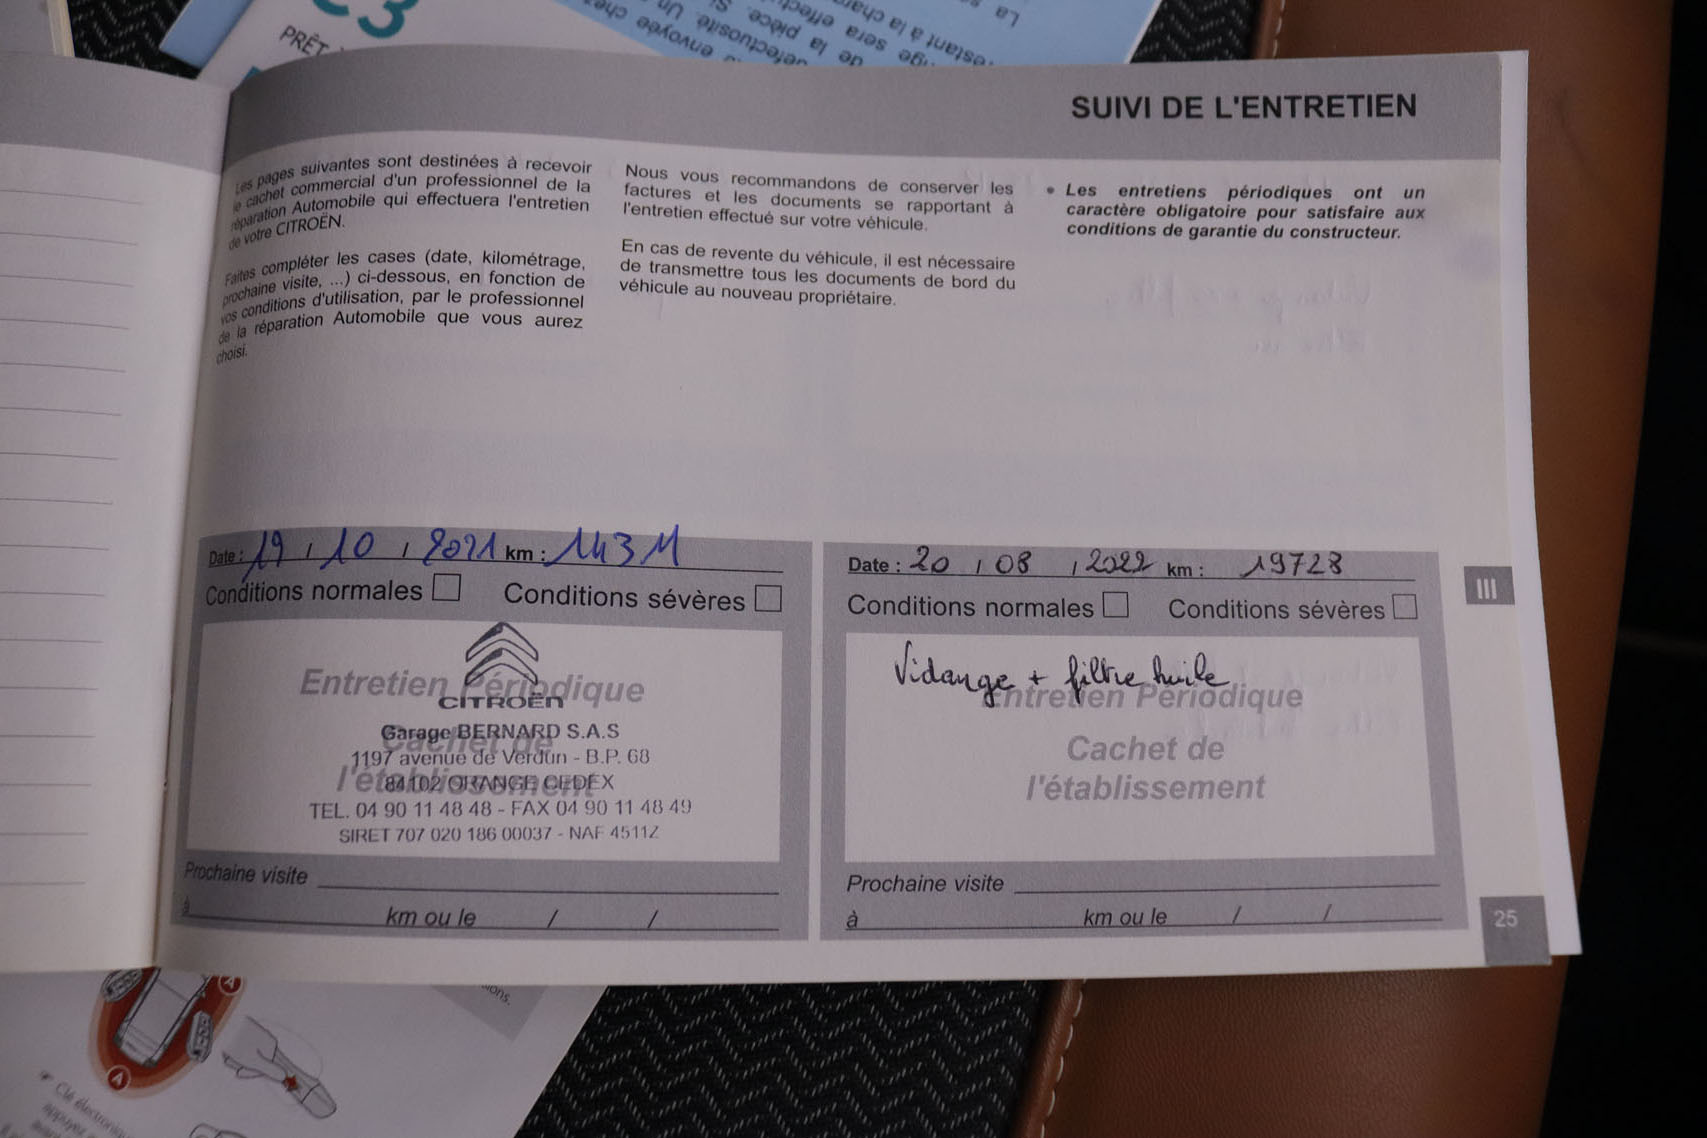 C3
PRÊT
SUIVI DE L'ENTRETIEN
Les pages suivantes sont destinées à recevoir
le cachet commercial d'un professionnel de la
réparation Automobile qui effectuera l'entretien
de votre CITROËN.
Faites compléter les cases (date, kilométrage,
prochaine visite, ...) ci-dessous, en fonction de
vos conditions d'utilisation, par le professionnel
de la réparation Automobile que vous aurez
choisi.
Nous vous recommandons de conserver les
factures et les documents se rapportant à
l'entretien effectué sur votre véhicule.
En cas de revente du véhicule, il est nécessaire
de transmettre tous les documents de bord du
véhicule au nouveau propriétaire.
• Les entretiens périodiques ont un
caractère obligatoire pour satisfaire aux
conditions de garantie du constructeur.
Date : 19 / 10 / 2021 km : 14311
Conditions normales Conditions sévères
Entretien Périodique
Cachet de
l'établissement
CITROËN
Garage BERNARD S.A.S
1197 avenue de Verdun - B.P. 68
84102 ORANGE CEDEX
TEL. 04 90 11 48 48 - FAX 04 90 11 48 49
SIRET 707 020 186 00037 - NAF 4511Z
Prochaine visite
à km ou le / /
Date : 20 / 08 / 2022 km : 19728
Conditions normales Conditions sévères
Vidange + filtre huile
Entretien Périodique
Cachet de
l'établissement
Prochaine visite
à km ou le / /
III
25
A
A
Clé électronique